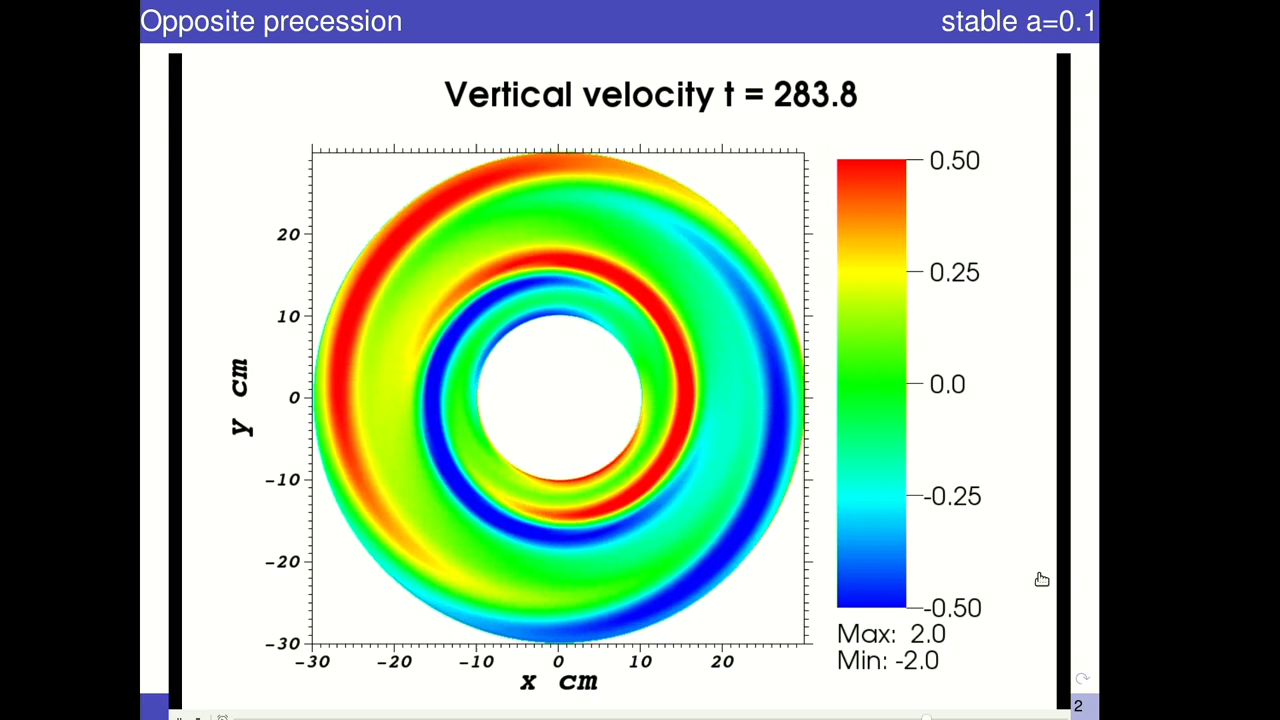 Opposite precession stable a=0.1
Vertical velocity t = 283.8
0.50
0.25
0.0
-0.25
-0.50
Max: 2.0
Min: -2.0
20
10
0
-10
-20
-30
Y cm
-30 -20 -10 0 10 20
x cm
2